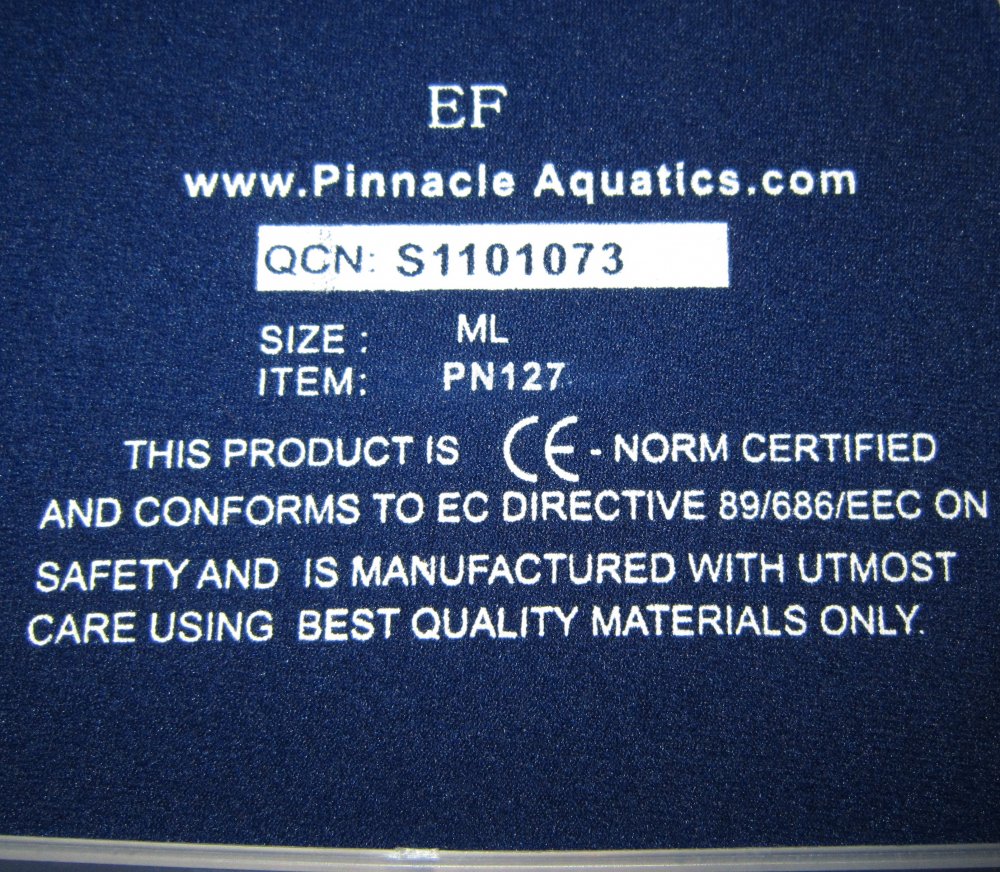 EF
www.Pinnacle Aquatics.com
QCN: S1101073
SIZE : ML
ITEM: PN127
THIS PRODUCT IS CE - NORM CERTIFIED
AND CONFORMS TO EC DIRECTIVE 89/686/EEC ON
SAFETY AND IS MANUFACTURED WITH UTMOST
CARE USING BEST QUALITY MATERIALS ONLY.